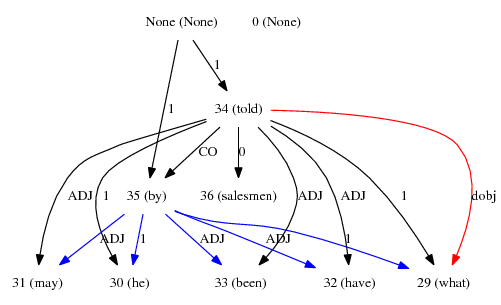 None (None) 0 (None)
1
34 (told)
1
CO 0
ADJ 1 35 (by) 36 (salesmen) ADJ ADJ 1 dobj
ADJ 1 ADJ ADJ 1
31 (may) 30 (he) 33 (been) 32 (have) 29 (what)